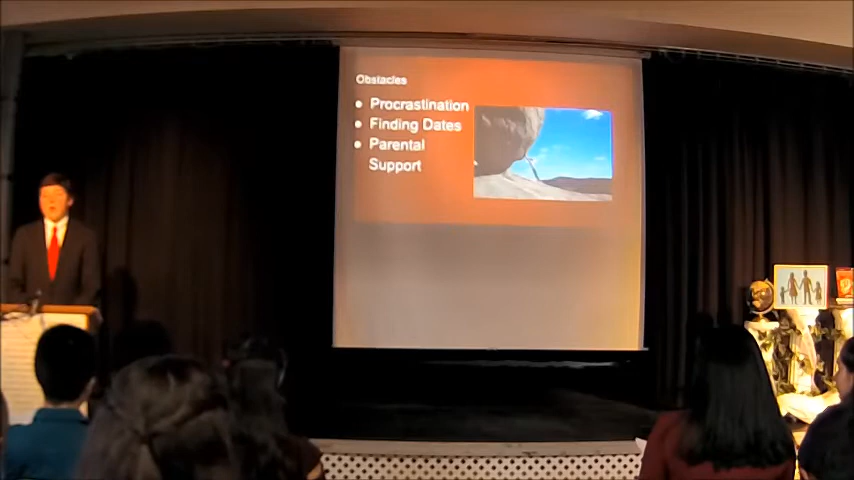 Obstacles
Procrastination
Finding Dates
Parental
Support